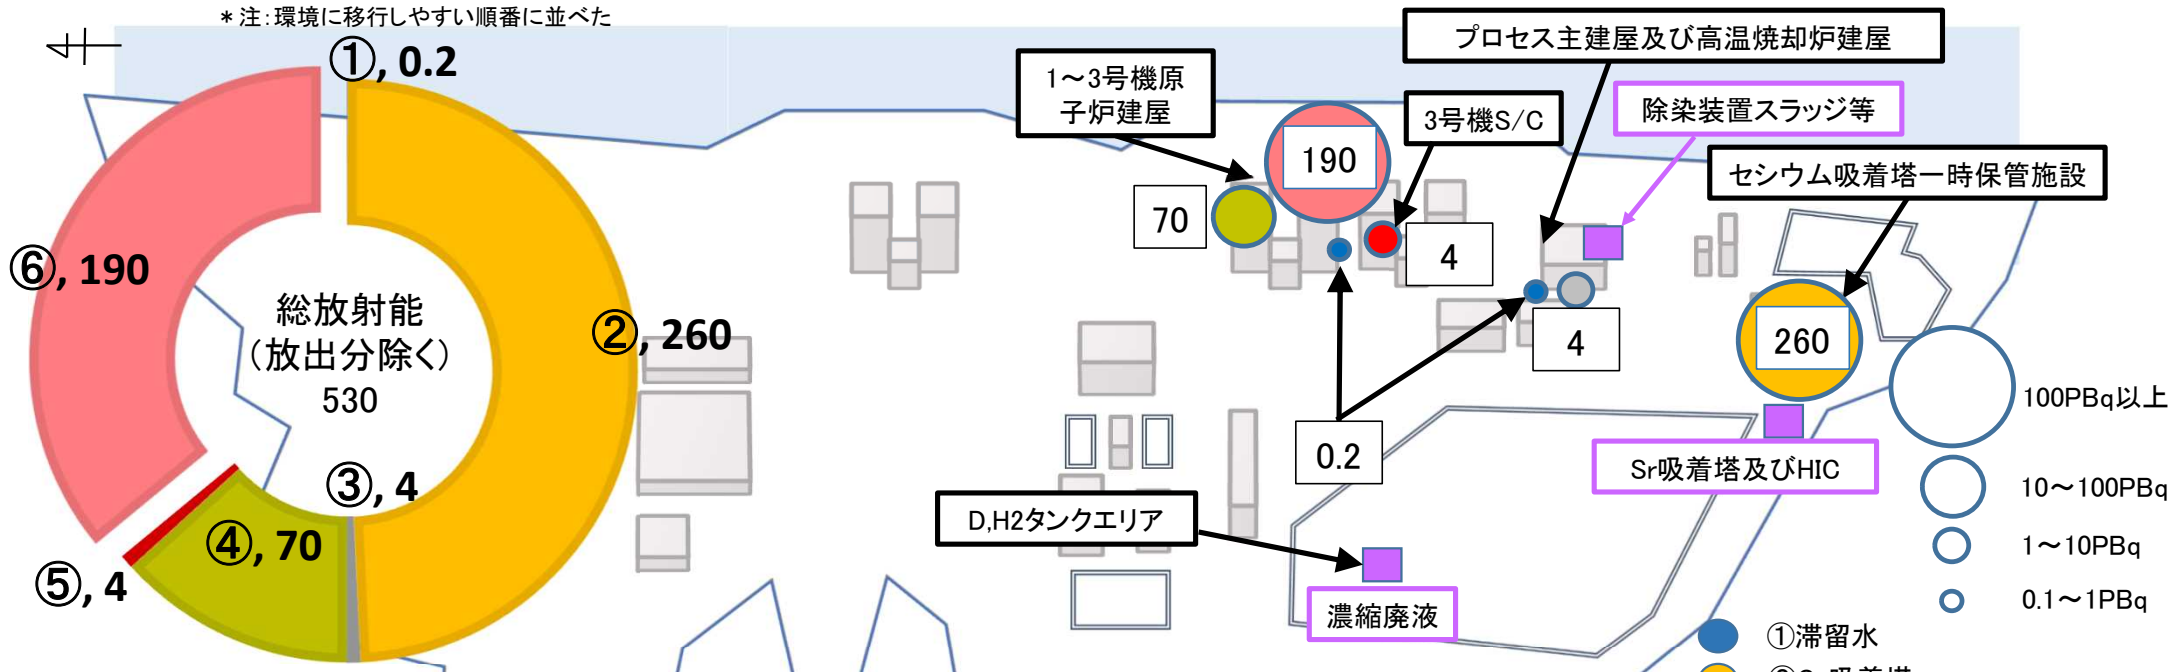 *注:環境に移行しやすい順番に並べた
①, 0.2
⑥, 190
総放射能
(放出分除く)
530
②, 260
③, 4
④, 70
⑤, 4
プロセス主建屋及び高温焼却炉建屋
1～3号機原
子炉建屋
3号機S/C
除染装置スラッジ等
セシウム吸着塔一時保管施設
190
70
4
4
260
0.2
100PBq以上
Sr吸着塔及びHIC
10～100PBq
D,H2タンクエリア
1～10PBq
0.1～1PBq
濃縮廃液
①滞留水